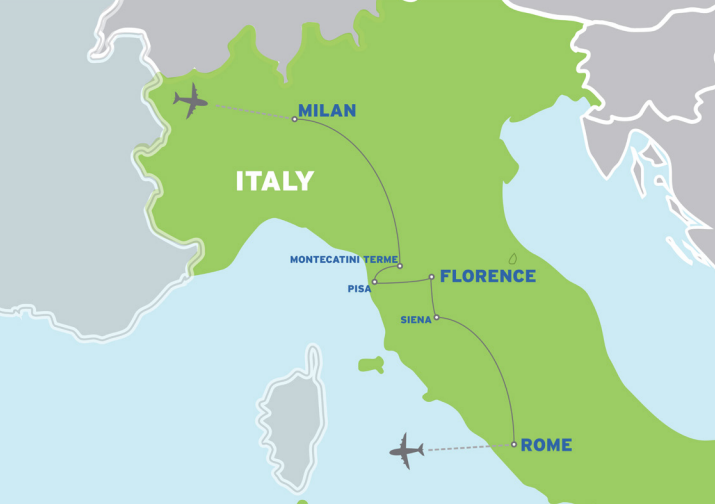 MILAN
ITALY
MONTECATINI TERME
FLORENCE
PISA
SIENA
ROME